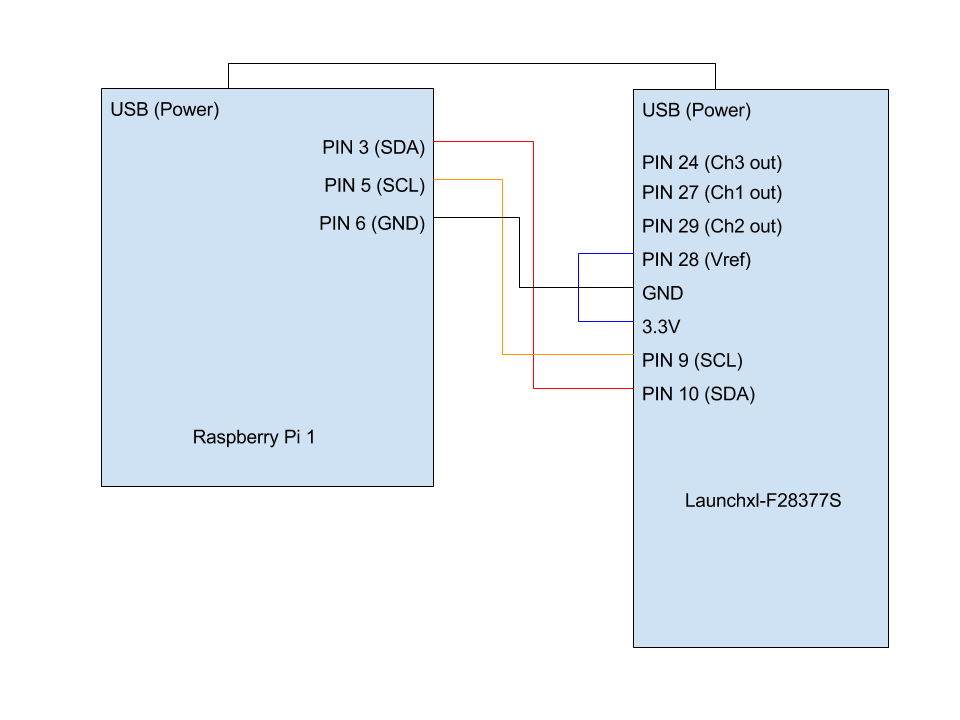 USB (Power)
PIN 3 (SDA)
PIN 5 (SCL)
PIN 6 (GND)
Raspberry Pi 1
USB (Power)
PIN 24 (Ch3 out)
PIN 27 (Ch1 out)
PIN 29 (Ch2 out)
PIN 28 (Vref)
GND
3.3V
PIN 9 (SCL)
PIN 10 (SDA)
Launchxl-F28377S